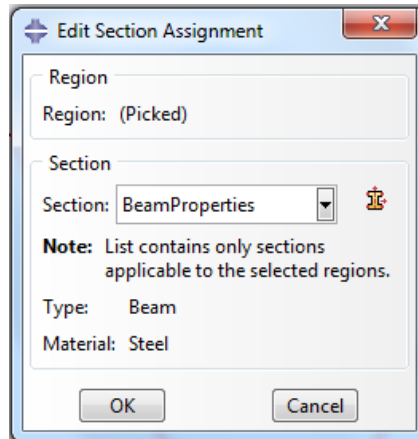 Edit Section Assignment
Region
Region: (Picked)
Section
Section: BeamProperties
Note: List contains only sections
applicable to the selected regions.
Type: Beam
Material: Steel
OK Cancel